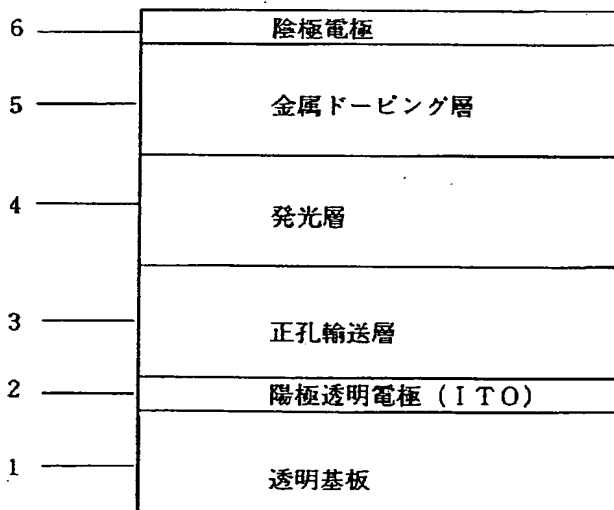 6 陰極電極
5 金属ドーピング層
4 発光層
3 正孔輸送層
2 陽極透明電極(ITO)
1 透明基板